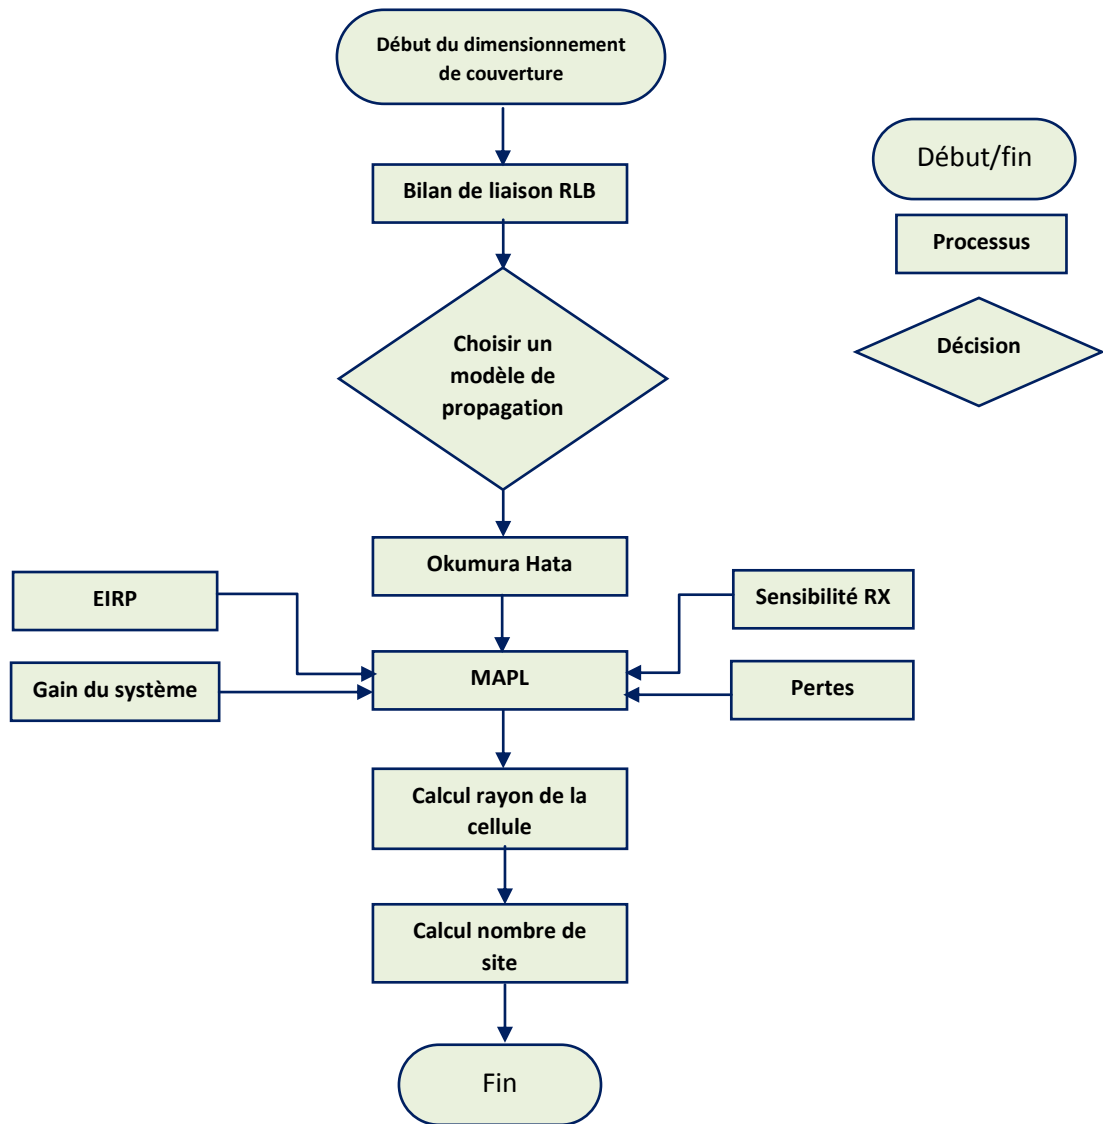 Début du dimensionnement
de couverture
Début/fin
Bilan de liaison RLB
Processus
Choisir un
modèle de
propagation
Décision
Okumura Hata
EIRP
Sensibilité RX
Gain du système
MAPL
Pertes
Calcul rayon de la
cellule
Calcul nombre de
site
Fin